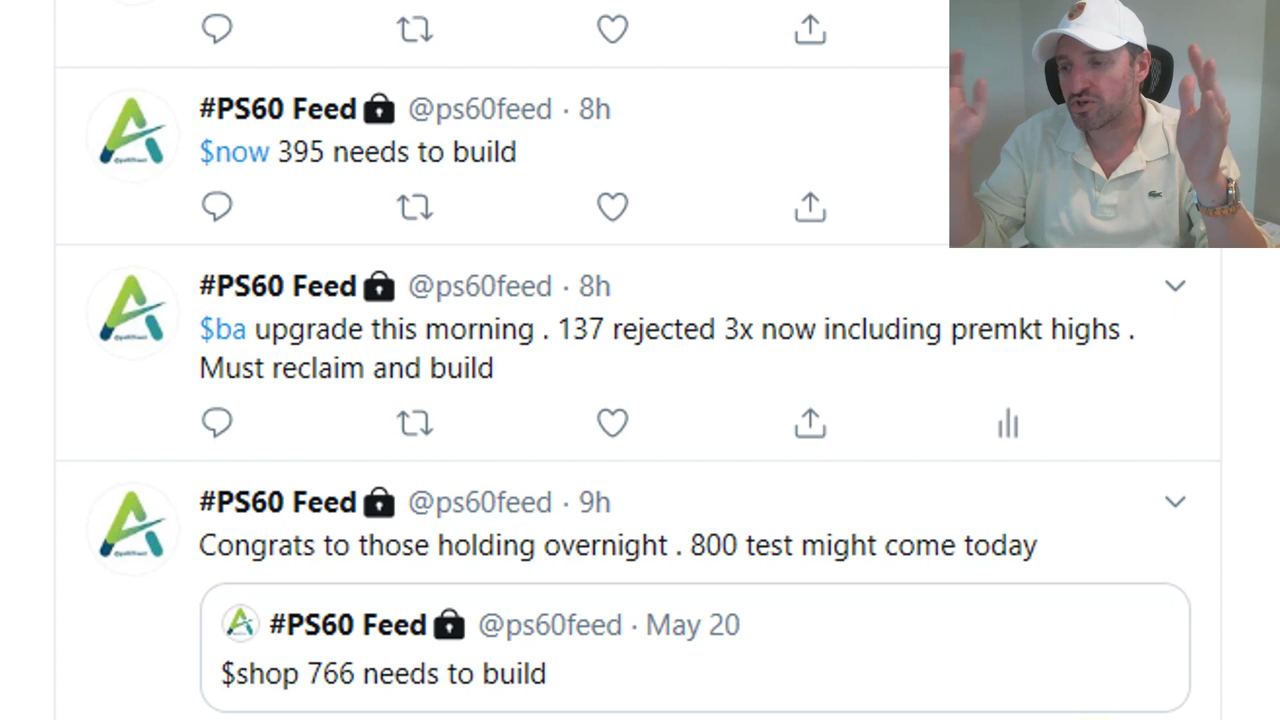 #PS60 Feed @ps60feed · 8h
$now 395 needs to build
#PS60 Feed @ps60feed · 8h
$ba upgrade this morning . 137 rejected 3x now including premkt highs .
Must reclaim and build
#PS60 Feed @ps60feed · 9h
Congrats to those holding overnight . 800 test might come today
#PS60 Feed @ps60feed · May 20
$shop 766 needs to build